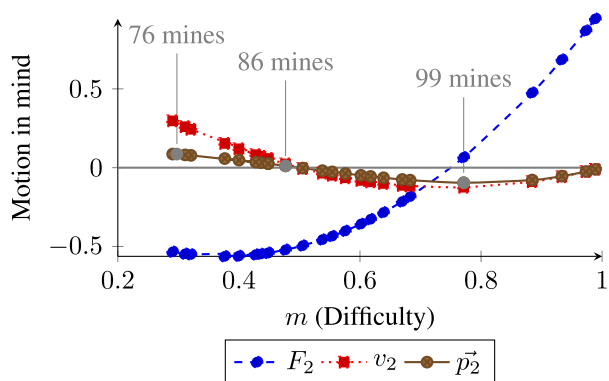 76 mines
86 mines
99 mines
Motion in mind
0.5
0
−0.5
0.2 0.4 0.6 0.8 1
m (Difficulty)
F₂ v₂ p⃗₂